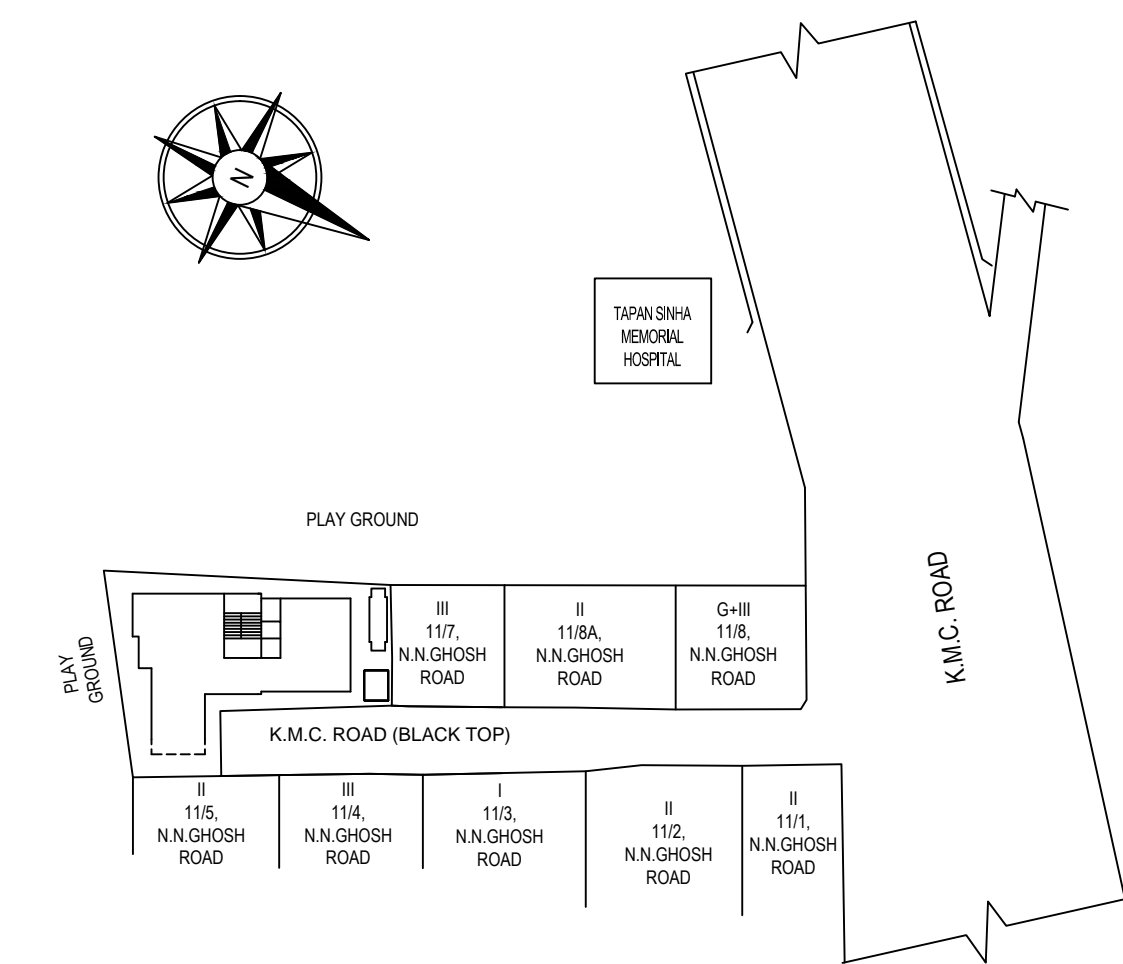 N
TAPAN SINHA
MEMORIAL
HOSPITAL
PLAY GROUND
K.M.C. ROAD
PLAY
GROUND
III
11/7,
N.N.GHOSH
ROAD
II
11/8A,
N.N.GHOSH
ROAD
G+III
11/8,
N.N.GHOSH
ROAD
K.M.C. ROAD (BLACK TOP)
II
11/5,
N.N.GHOSH
ROAD
III
11/4,
N.N.GHOSH
ROAD
I
11/3,
N.N.GHOSH
ROAD
II
11/2,
N.N.GHOSH
ROAD
II
11/1,
N.N.GHOSH
ROAD